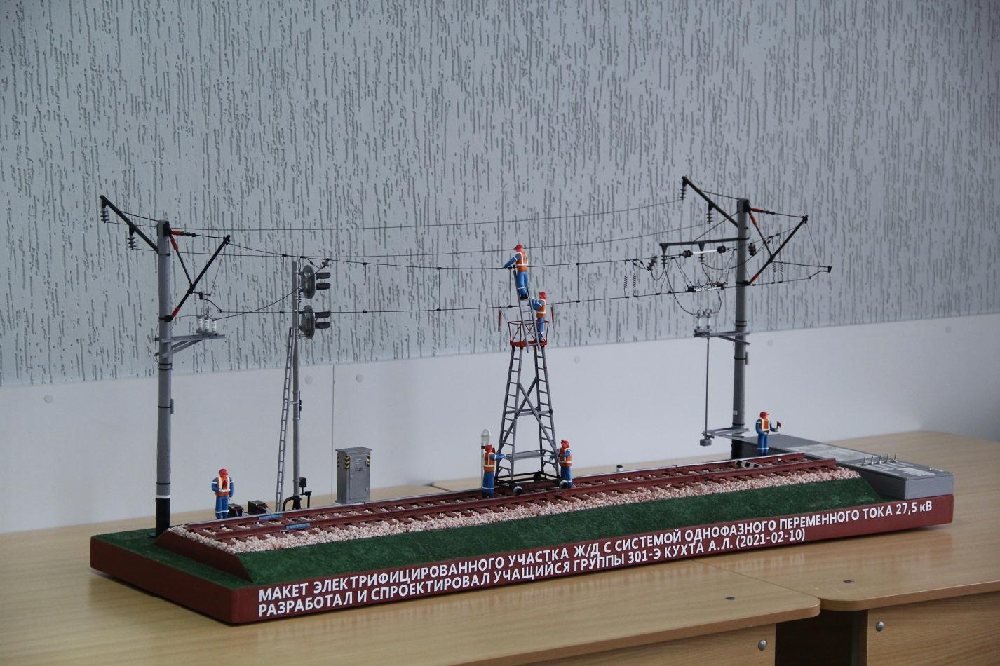 МАКЕТ ЭЛЕКТРИФИЦИРОВАННОГО УЧАСТКА Ж/Д С СИСТЕМОЙ ОДНОФАЗНОГО ПЕРЕМЕННОГО ТОКА 27,5 кВ
РАЗРАБОТАЛ И СПРОЕКТИРОВАЛ УЧАЩИЙСЯ ГРУППЫ 301-Э КУХТА А.Л. (2021-02-10)